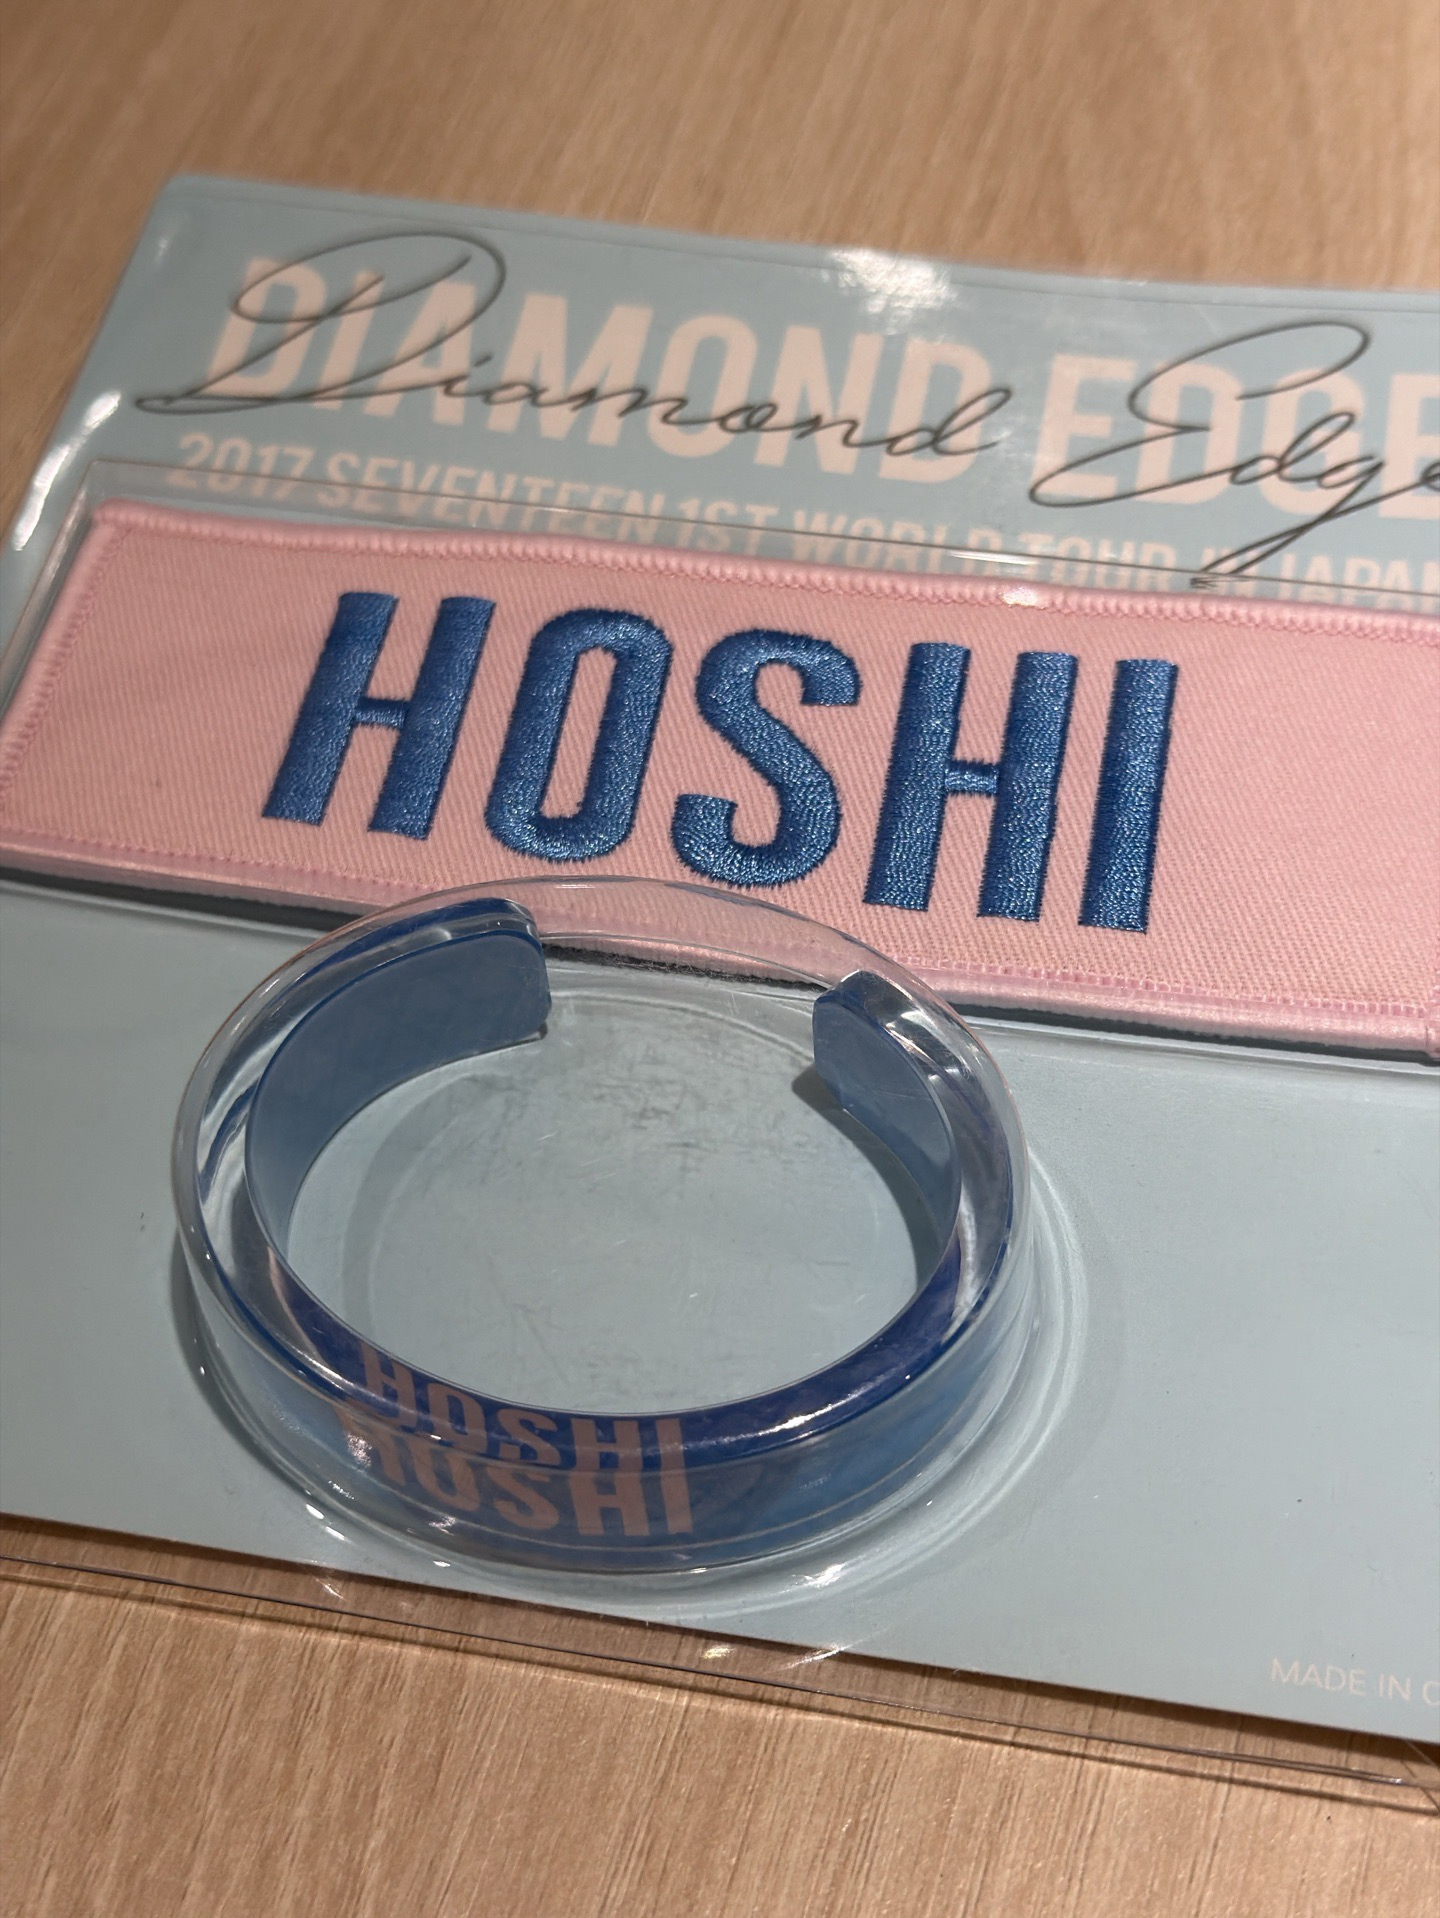 DIAMOND EDGE
Diamond Edge
2017 SEVENTEEN 1ST WORLD TOUR IN JAPAN
HOSHI
HOSHI
HOSHI
MADE IN